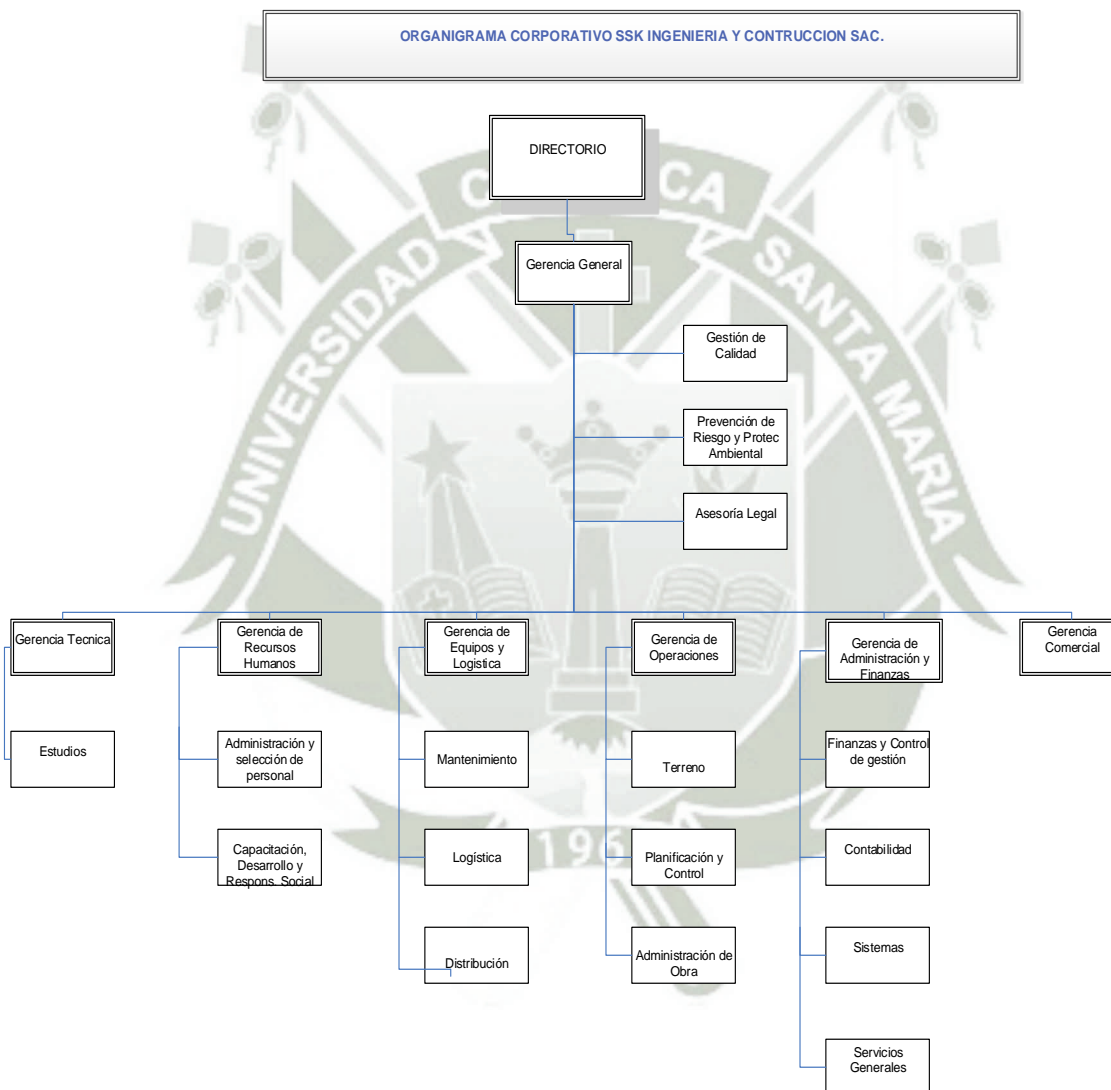 ORGANIGRAMA CORPORATIVO SSK INGENIERIA Y CONTRUCCION SAC.
DIRECTORIO
Gerencia General
Gestión de
Calidad
Prevención de
Riesgo y Protec
Ambiental
Asesoría Legal
Gerencia Tecnica
Gerencia de
Recursos
Humanos
Gerencia de
Equipos y
Logística
Gerencia de
Operaciones
Gerencia de
Administración y
Finanzas
Gerencia
Comercial
Estudios
Administración y
selección de
personal
Mantenimiento
Terreno
Finanzas y Control
de gestión
Capacitación,
Desarrollo y
Respons. Social
Logística
Planificación y
Control
Contabilidad
Distribución
Administración de
Obra
Sistemas
Servicios
Generales
UNIVERSIDAD
SANTA MARIA